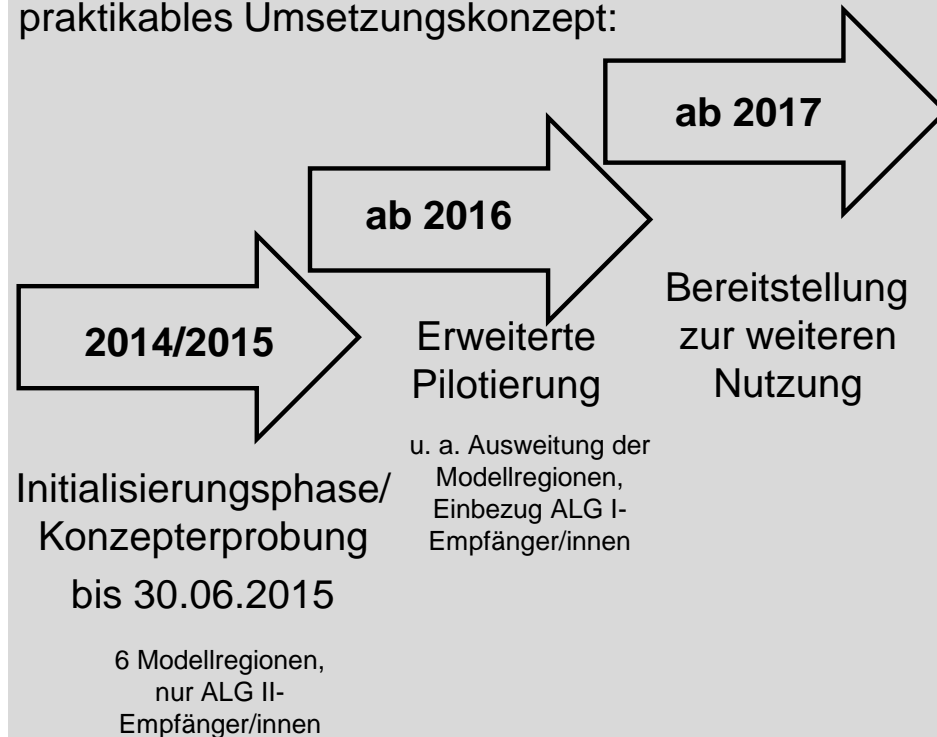 praktikables Umsetzungskonzept:
2014/2015
Initialisierungsphase/
Konzepterprobung
bis 30.06.2015
6 Modellregionen,
nur ALG II-
Empfänger/innen
ab 2016
Erweiterte
Pilotierung
u. a. Ausweitung der
Modellregionen,
Einbezug ALG I-
Empfänger/innen
ab 2017
Bereitstellung
zur weiteren
Nutzung